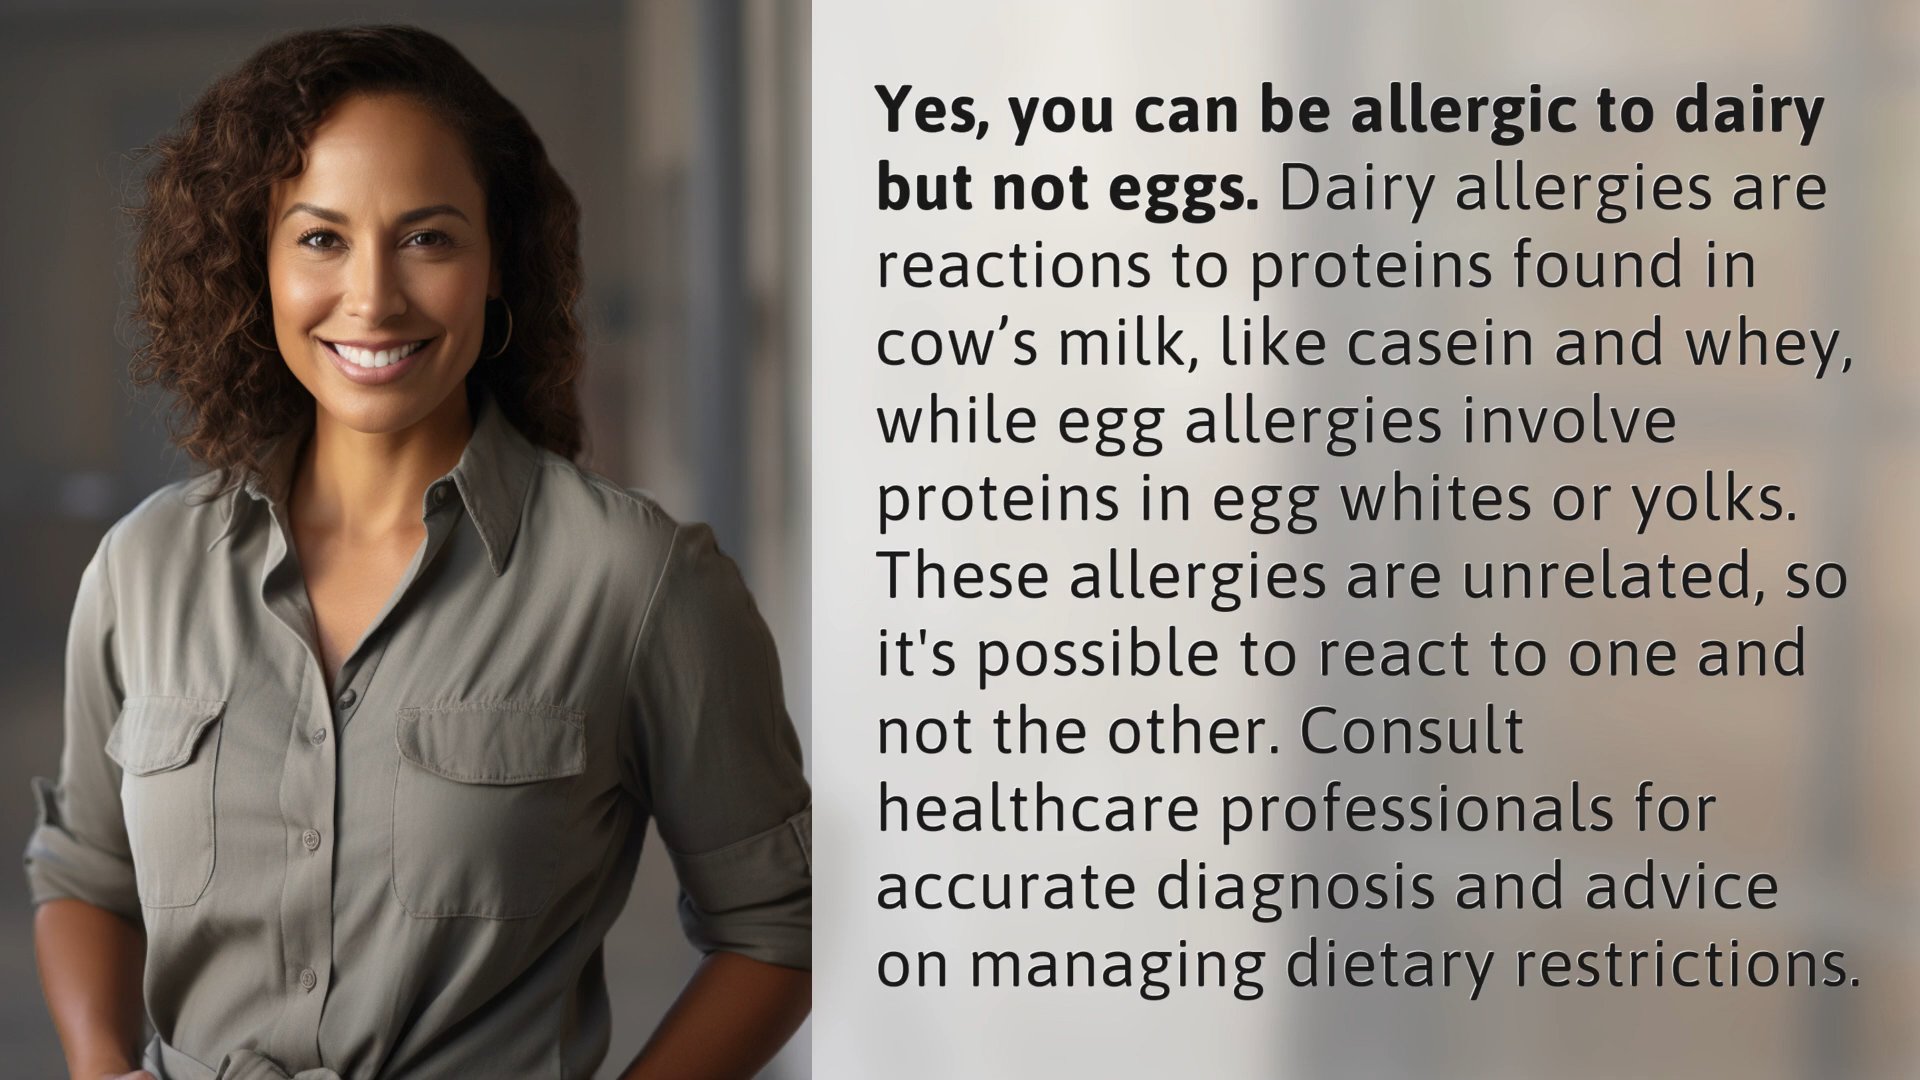 Yes, you can be allergic to dairy
but not eggs. Dairy allergies are
reactions to proteins found in
cow’s milk, like casein and whey,
while egg allergies involve
proteins in egg whites or yolks.
These allergies are unrelated, so
it's possible to react to one and
not the other. Consult
healthcare professionals for
accurate diagnosis and advice
on managing dietary restrictions.